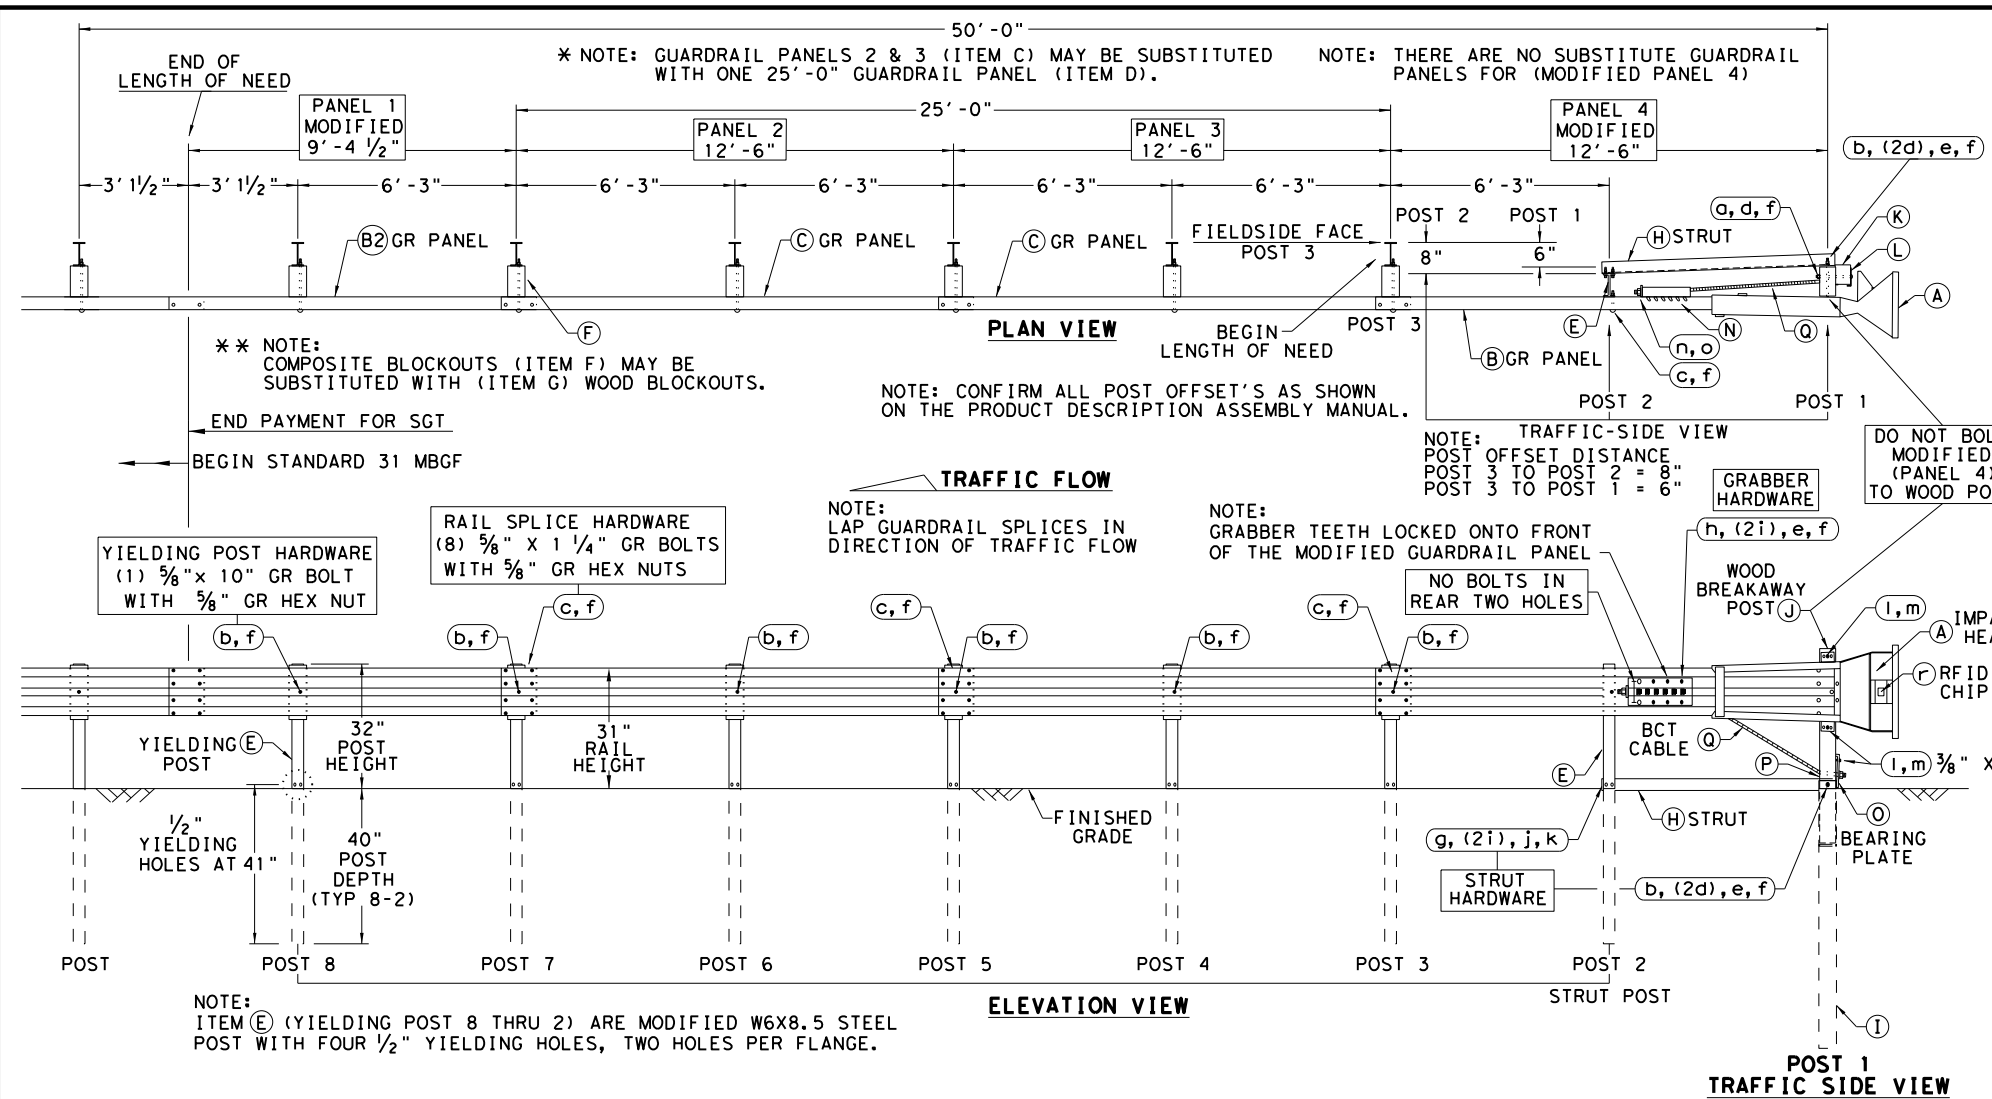 50'-0"
* NOTE: GUARDRAIL PANELS 2 & 3 (ITEM C) MAY BE SUBSTITUTED
WITH ONE 25'-0" GUARDRAIL PANEL (ITEM D).
NOTE: THERE ARE NO SUBSTITUTE GUARDRAIL
PANELS FOR (MODIFIED PANEL 4)
END OF
LENGTH OF NEED
PANEL 1
MODIFIED
9'-4 1/2"
25'-0"
PANEL 2
12'-6"
PANEL 3
12'-6"
PANEL 4
MODIFIED
12'-6"
b, (2d), e, f
3' 1 1/2"
3' 1 1/2"
6'-3"
6'-3"
6'-3"
6'-3"
6'-3"
6'-3"
POST 2
POST 1
a, d, f
K
B2 GR PANEL
C GR PANEL
FIELDSIDE FACE
POST 3
C GR PANEL
8"
6"
H STRUT
L
A
F
PLAN VIEW
BEGIN
LENGTH OF NEED
POST 3
E
N
Q
n, o
c, f
B GR PANEL
** NOTE:
COMPOSITE BLOCKOUTS (ITEM F) MAY BE
SUBSTITUTED WITH (ITEM G) WOOD BLOCKOUTS.
NOTE: CONFIRM ALL POST OFFSET'S AS SHOWN
ON THE PRODUCT DESCRIPTION ASSEMBLY MANUAL.
POST 2
POST 1
END PAYMENT FOR SGT
BEGIN STANDARD 31 MBGF
TRAFFIC-SIDE VIEW
NOTE:
POST OFFSET DISTANCE
POST 3 TO POST 2 = 8"
POST 3 TO POST 1 = 6"
DO NOT
MODIFIED
(PANEL 4)
TO WOOD
TRAFFIC FLOW
NOTE:
LAP GUARDRAIL SPLICES IN
DIRECTION OF TRAFFIC FLOW
GRABBER
HARDWARE
NOTE:
GRABBER TEETH LOCKED ONTO FRONT
OF THE MODIFIED GUARDRAIL PANEL
h, (2i), e, f
RAIL SPLICE HARDWARE
(8) 5/8" X 1 1/4" GR BOLTS
WITH 5/8" GR HEX NUTS
YIELDING POST HARDWARE
(1) 5/8"x 10" GR BOLT
WITH 5/8" GR HEX NUT
NO BOLTS IN
REAR TWO HOLES
WOOD
BREAKAWAY
POST J
l, m
A
r RFID
CHIP
b, f
c, f
b, f
b, f
c, f
b, f
b, f
c, f
b, f
YIELDING E
POST
32"
POST
HEIGHT
31"
RAIL
HEIGHT
BCT
CABLE
Q
P
E
l, m 3/8" X
1/2"
YIELDING
HOLES AT 41"
40"
POST
DEPTH
(TYP 8-2)
FINISHED
GRADE
H STRUT
O
BEARING
PLATE
g, (2i), j, k
STRUT
HARDWARE
b, (2d), e, f
POST
POST 8
POST 7
POST 6
POST 5
POST 4
POST 3
POST 2
STRUT POST
ELEVATION VIEW
NOTE:
ITEM E (YIELDING POST 8 THRU 2) ARE MODIFIED W6X8.5 STEEL
POST WITH FOUR 1/2" YIELDING HOLES, TWO HOLES PER FLANGE.
I
POST 1
TRAFFIC SIDE VIEW